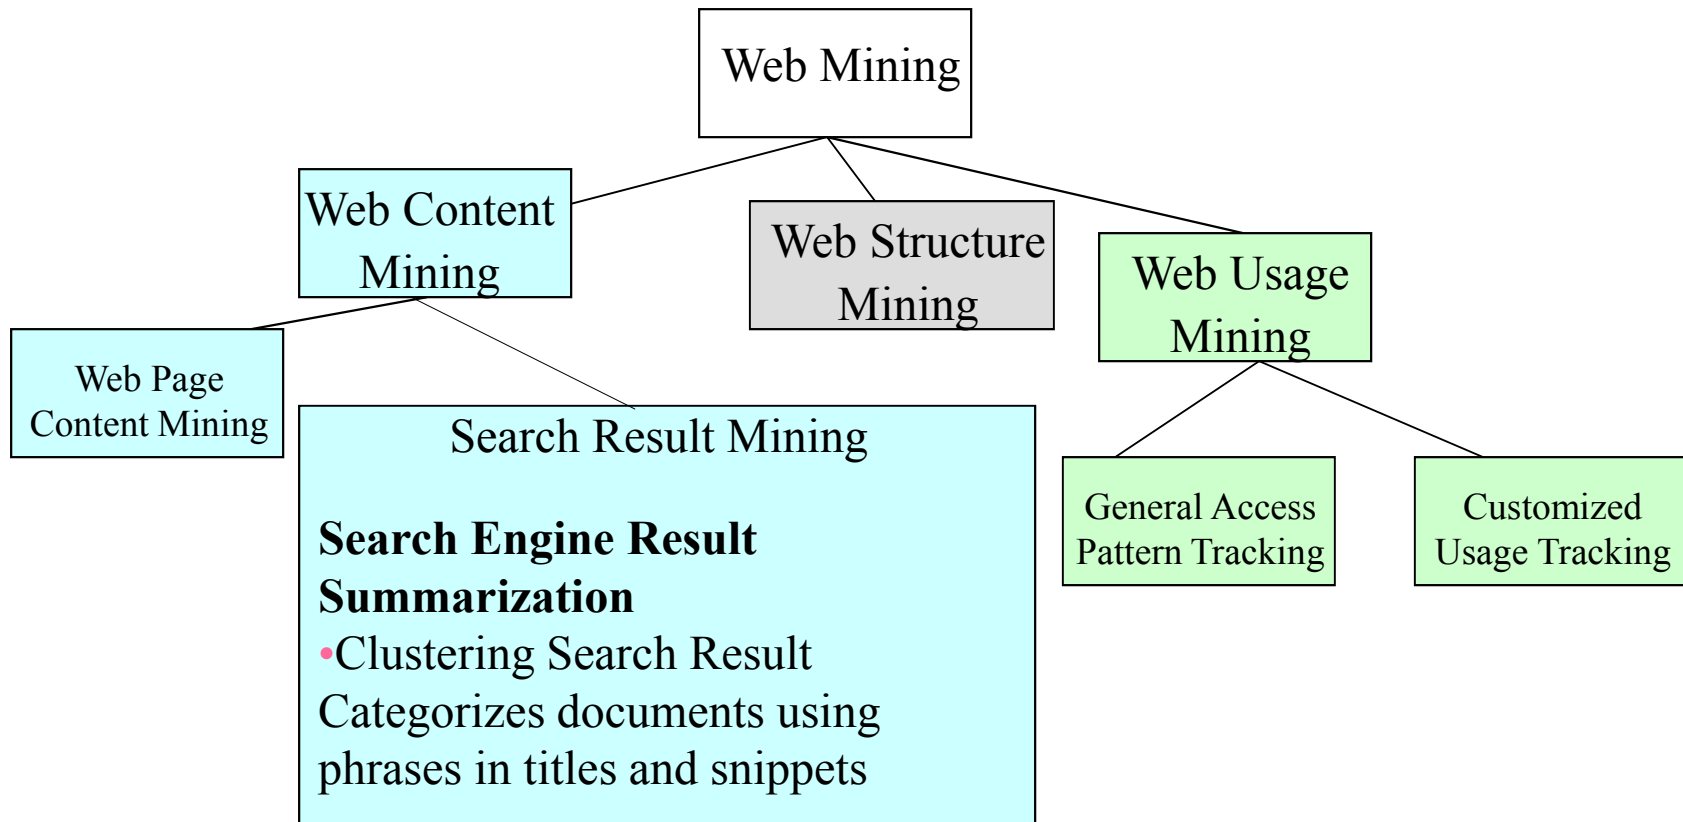 Web Mining
Web Content
Mining
Web Structure
Mining
Web Usage
Mining
Web Page
Content Mining
Search Result Mining
Search Engine Result
Summarization
•Clustering Search Result
Categorizes documents using
phrases in titles and snippets
General Access
Pattern Tracking
Customized
Usage Tracking